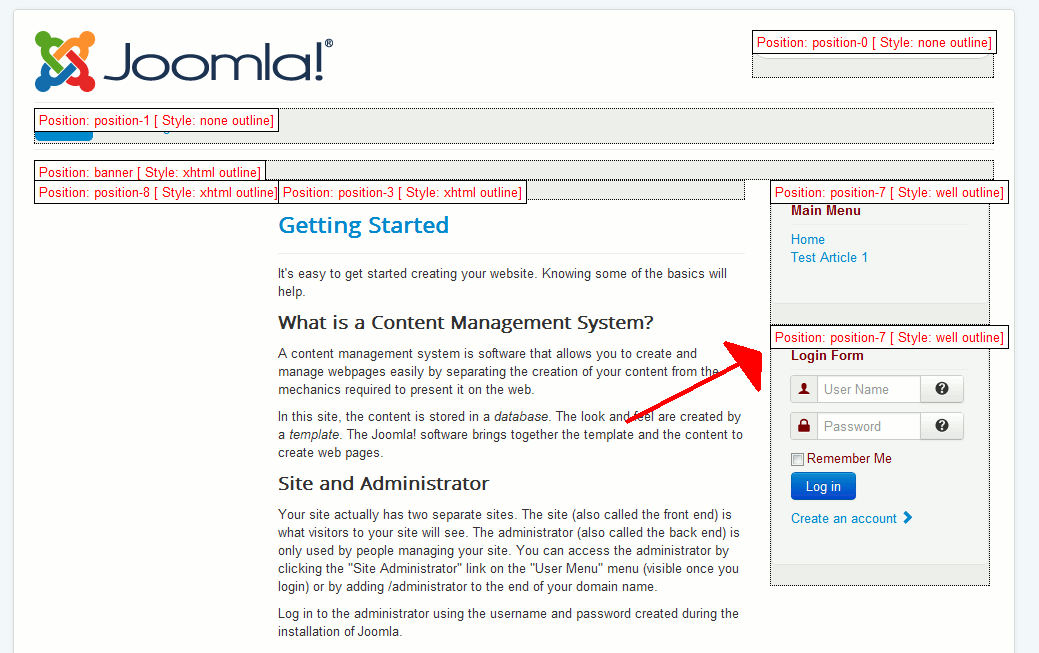 Joomla!®
Position: position-0 [ Style: none outline]
Position: position-1 [ Style: none outline]
Position: banner [ Style: xhtml outline]
Position: position-8 [ Style: xhtml outline]
Position: position-3 [ Style: xhtml outline]
Getting Started
It's easy to get started creating your website. Knowing some of the basics will
help.
What is a Content Management System?
A content management system is software that allows you to create and
manage webpages easily by separating the creation of your content from the
mechanics required to present it on the web.
In this site, the content is stored in a database. The look and feel are created by
a template. The Joomla! software brings together the template and the content to
create web pages.
Site and Administrator
Your site actually has two separate sites. The site (also called the front end) is
what visitors to your site will see. The administrator (also called the back end) is
only used by people managing your site. You can access the administrator by
clicking the "Site Administrator" link on the "User Menu" menu (visible once you
login) or by adding /administrator to the end of your domain name.
Log in to the administrator using the username and password created during the
installation of Joomla.
Position: position-7 [ Style: well outline]
Main Menu
Home
Test Article 1
Position: position-7 [ Style: well outline]
Login Form
User Name
Password
Remember Me
Log in
Create an account